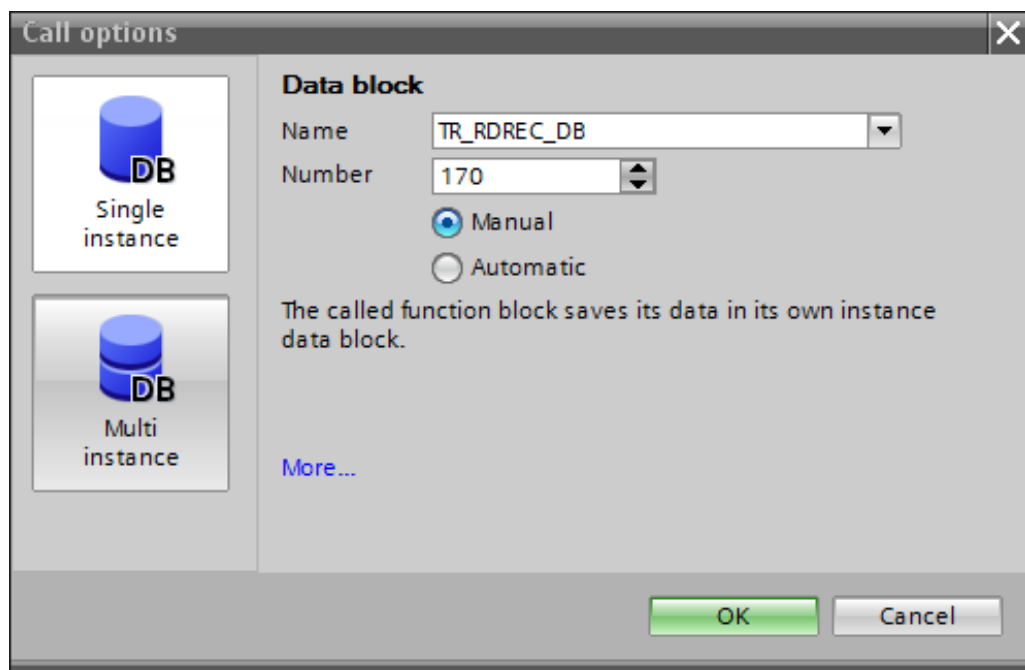 Call options
DB
Single
instance
DB
Multi
instance
Data block
Name TR_RDREC_DB
Number 170
Manual
Automatic
The called function block saves its data in its own instance
data block.
More...
OK Cancel